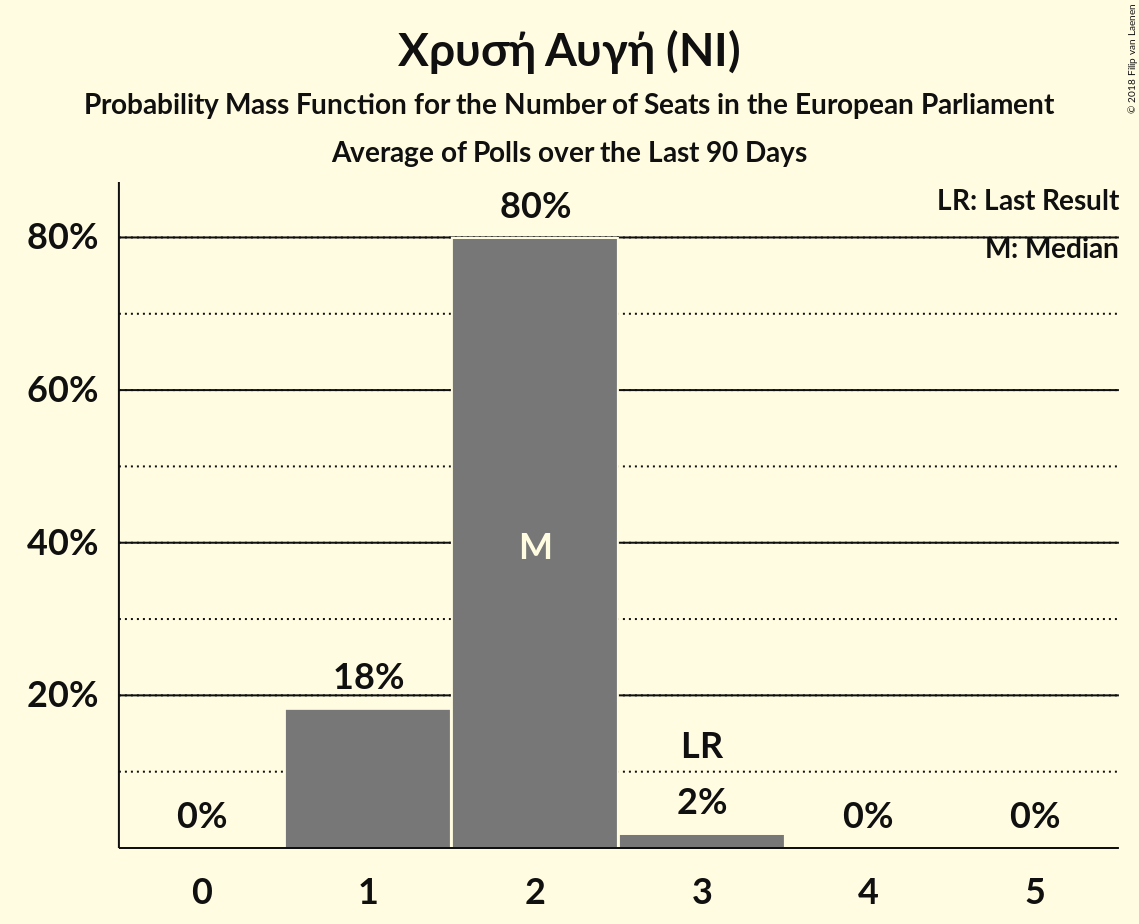 Χρυσή Αυγή (NI)
Probability Mass Function for the Number of Seats in the European Parliament
Average of Polls over the Last 90 Days
© 2018 Filip van Laenen
LR: Last Result
M: Median
80%
80%
60%
40%
20%
M
18%
LR
2%
0%
0%
0%
0
1
2
3
4
5